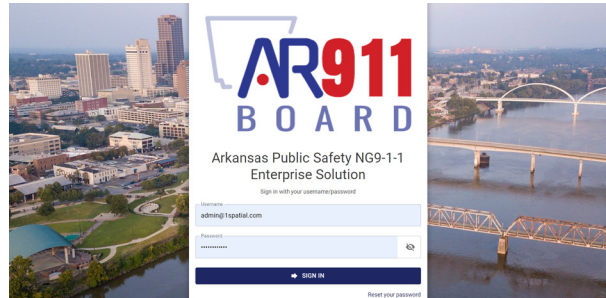 AR911
BOARD
Arkansas Public Safety NG9-1-1
Enterprise Solution
Sign in with your username/password
Username
admin@1spatial.com
Password
••••••••••••
SIGN IN
Reset your password